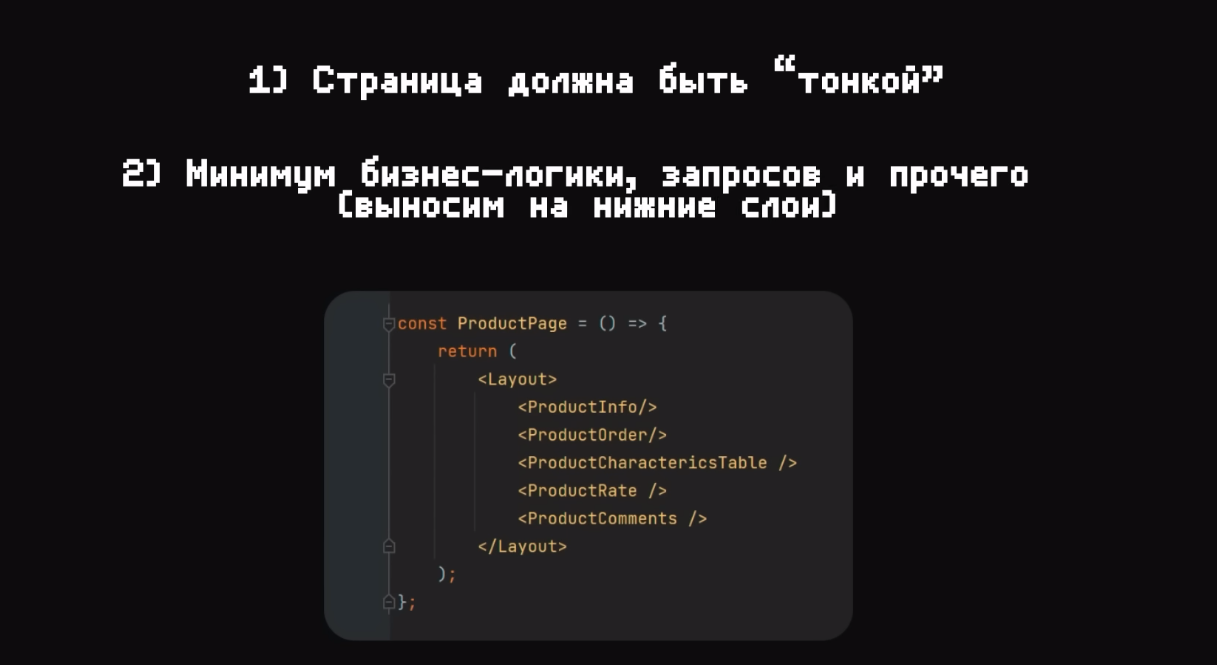 1) Страница должна быть “тонкой”
2) Минимум бизнес-логики, запросов и прочего
(выносим на нижние слои)
const ProductPage = () => {
return (
<Layout>
<ProductInfo/>
<ProductOrder/>
<ProductCharactericsTable />
<ProductRate />
<ProductComments />
</Layout>
);
};